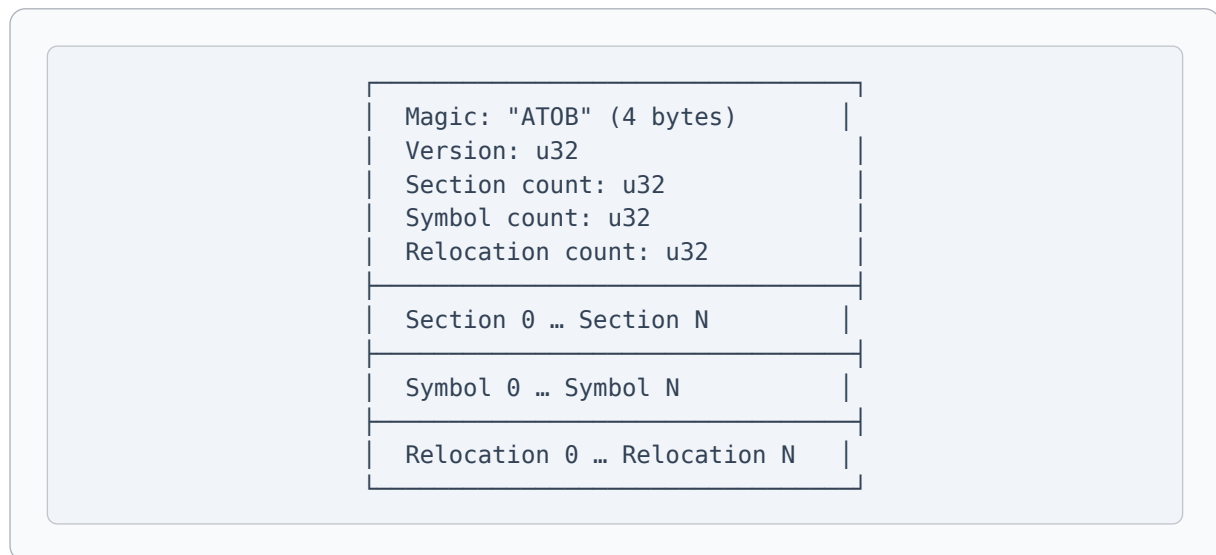 Magic: "ATOB" (4 bytes)
Version: u32
Section count: u32
Symbol count: u32
Relocation count: u32
Section 0 … Section N
Symbol 0 … Symbol N
Relocation 0 … Relocation N